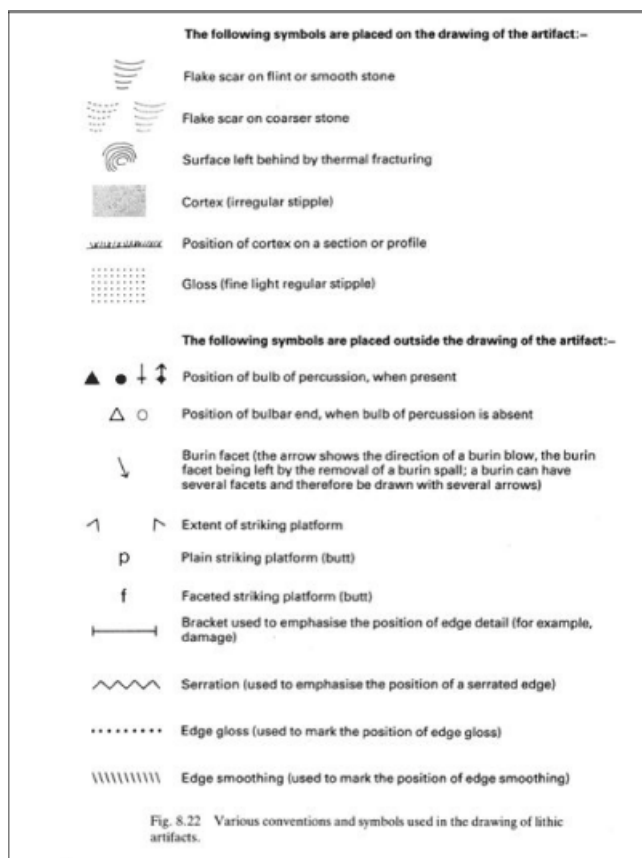 The following symbols are placed on the drawing of the artifact:–
Flake scar on flint or smooth stone
Flake scar on coarser stone
Surface left behind by thermal fracturing
Cortex (irregular stipple)
Position of cortex on a section or profile
Gloss (fine light regular stipple)
The following symbols are placed outside the drawing of the artifact:–
Position of bulb of percussion, when present
Position of bulbar end, when bulb of percussion is absent
Burin facet (the arrow shows the direction of a burin blow, the burin
facet being left by the removal of a burin spall; a burin can have
several facets and therefore be drawn with several arrows)
Extent of striking platform
p Plain striking platform (butt)
f Faceted striking platform (butt)
Bracket used to emphasise the position of edge detail (for example,
damage)
Serration (used to emphasise the position of a serrated edge)
Edge gloss (used to mark the position of edge gloss)
Edge smoothing (used to mark the position of edge smoothing)
Fig. 8.22 Various conventions and symbols used in the drawing of lithic
artifacts.